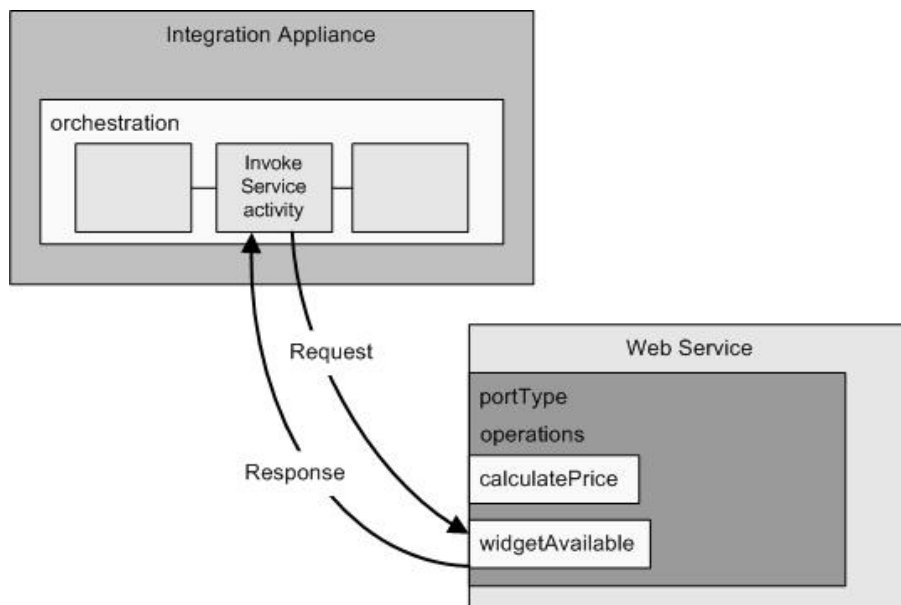 Integration Appliance
orchestration
Invoke
Service
activity
Request
Response
Web Service
portType
operations
calculatePrice
widgetAvailable